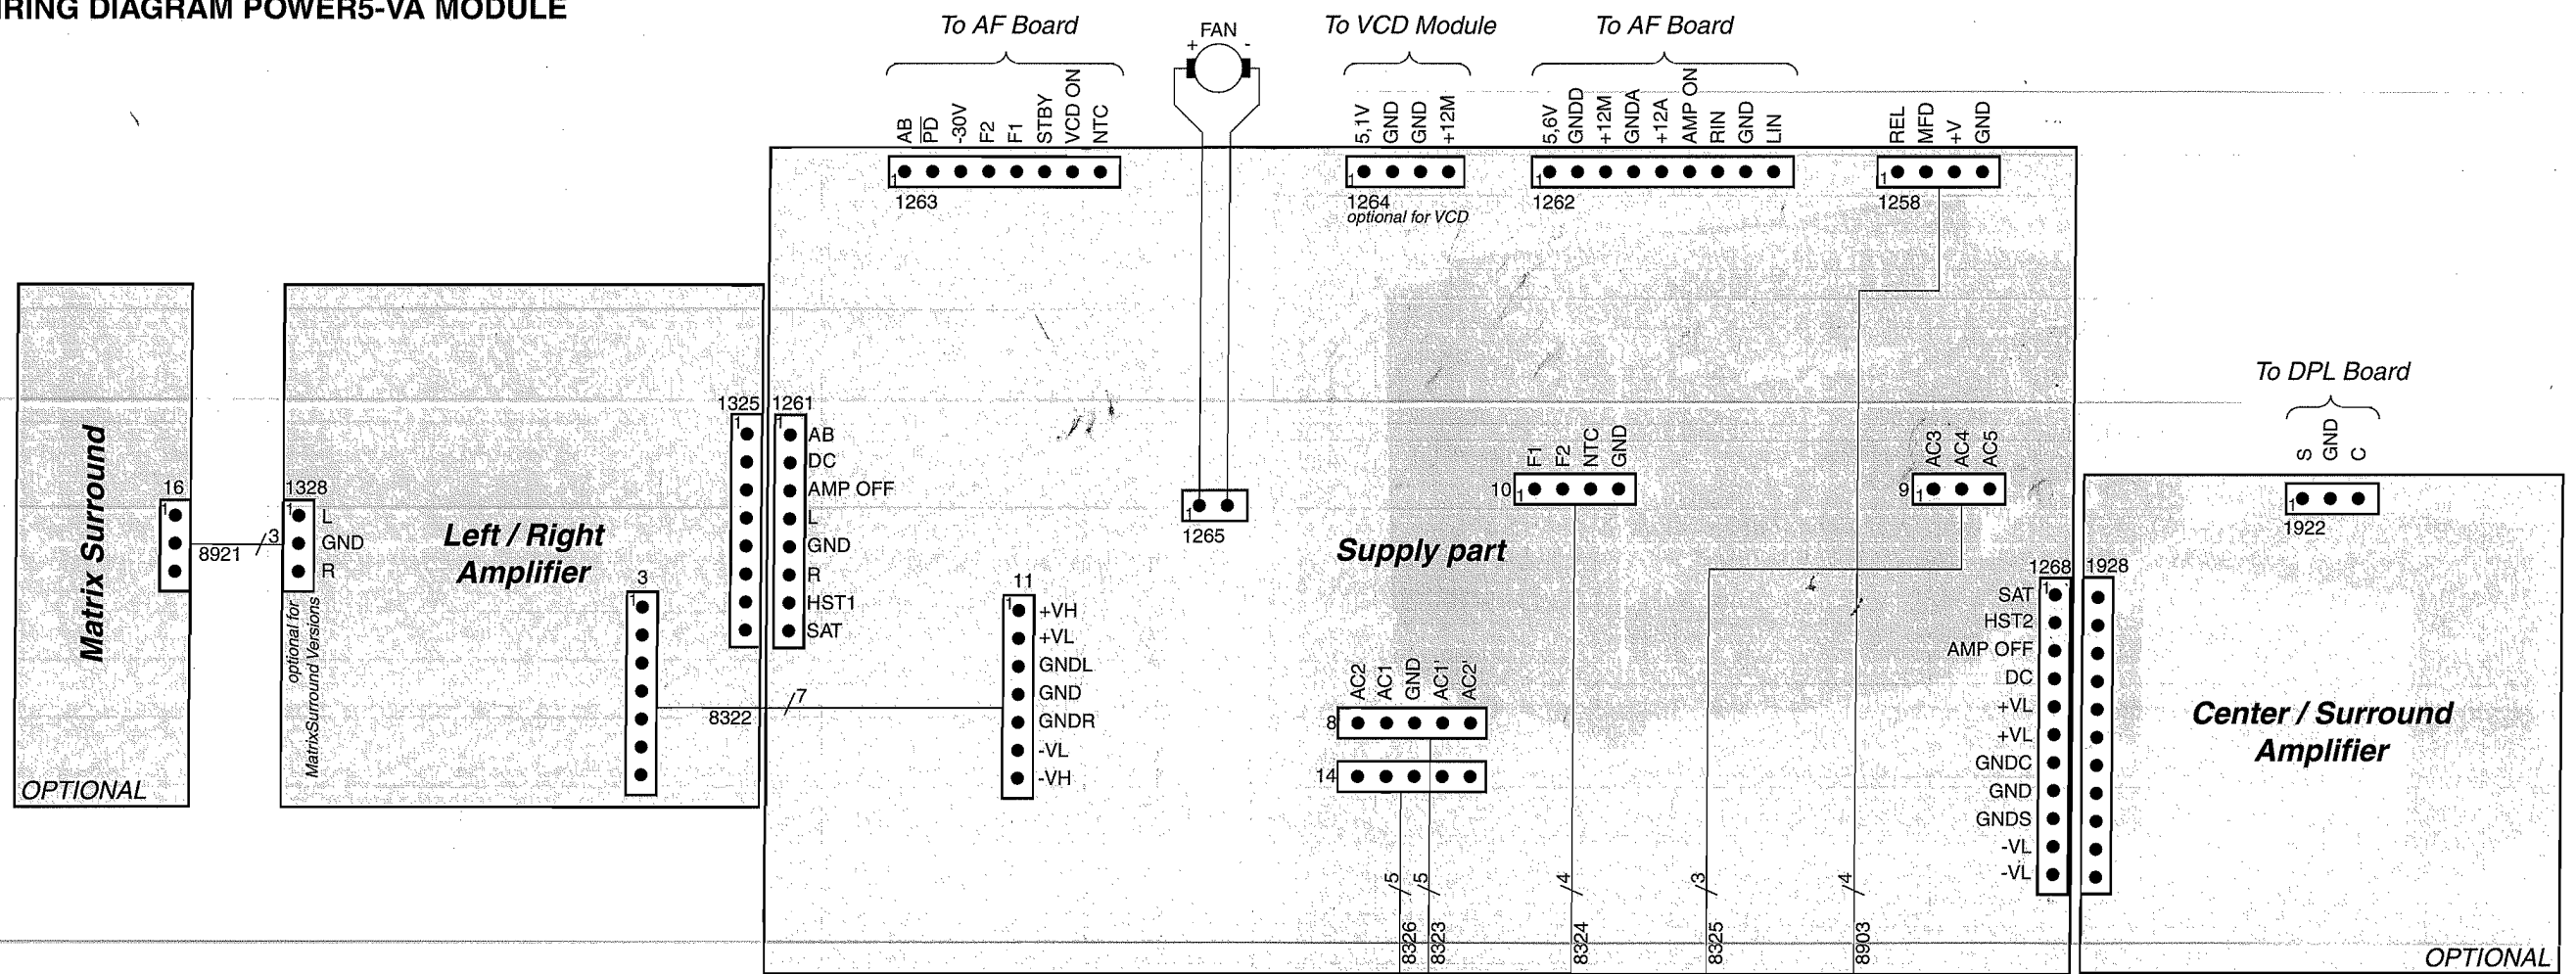 IRING DIAGRAM POWER5-VA MODULE
To AF Board
FAN
+ -
To VCD Module
To AF Board
AB
PD
-30V
F2
F1
STBY
VCD ON
NTC
1
1263
5,1V
GND
GND
+12M
1
1264
optional for VCD
5,6V
GNDD
+12M
GNDA
+12A
AMP ON
RIN
GND
LIN
1
1262
REL
MFD
+V
GND
1
1258
Matrix Surround
16
1
OPTIONAL
8921
3
1328
1
L
GND
R
optional for
MatrixSurround Versions
Left / Right
Amplifier
3
1
1325
1
1261
1
AB
DC
AMP OFF
L
GND
R
HST1
SAT
8322
7
11
1
+VH
+VL
GNDL
GND
GNDR
-VL
-VH
1
1265
Supply part
F1
F2
NTC
GND
10
1
AC3
AC4
AC5
9
1
AC2
AC1
GND
AC1'
AC2'
8
14
5
5
4
3
4
8326
8323
8324
8325
8903
1268
1
SAT
HST2
AMP OFF
DC
+VL
+VL
GNDC
GND
GNDS
-VL
-VL
1928
To DPL Board
S
GND
C
1
1922
Center / Surround
Amplifier
OPTIONAL